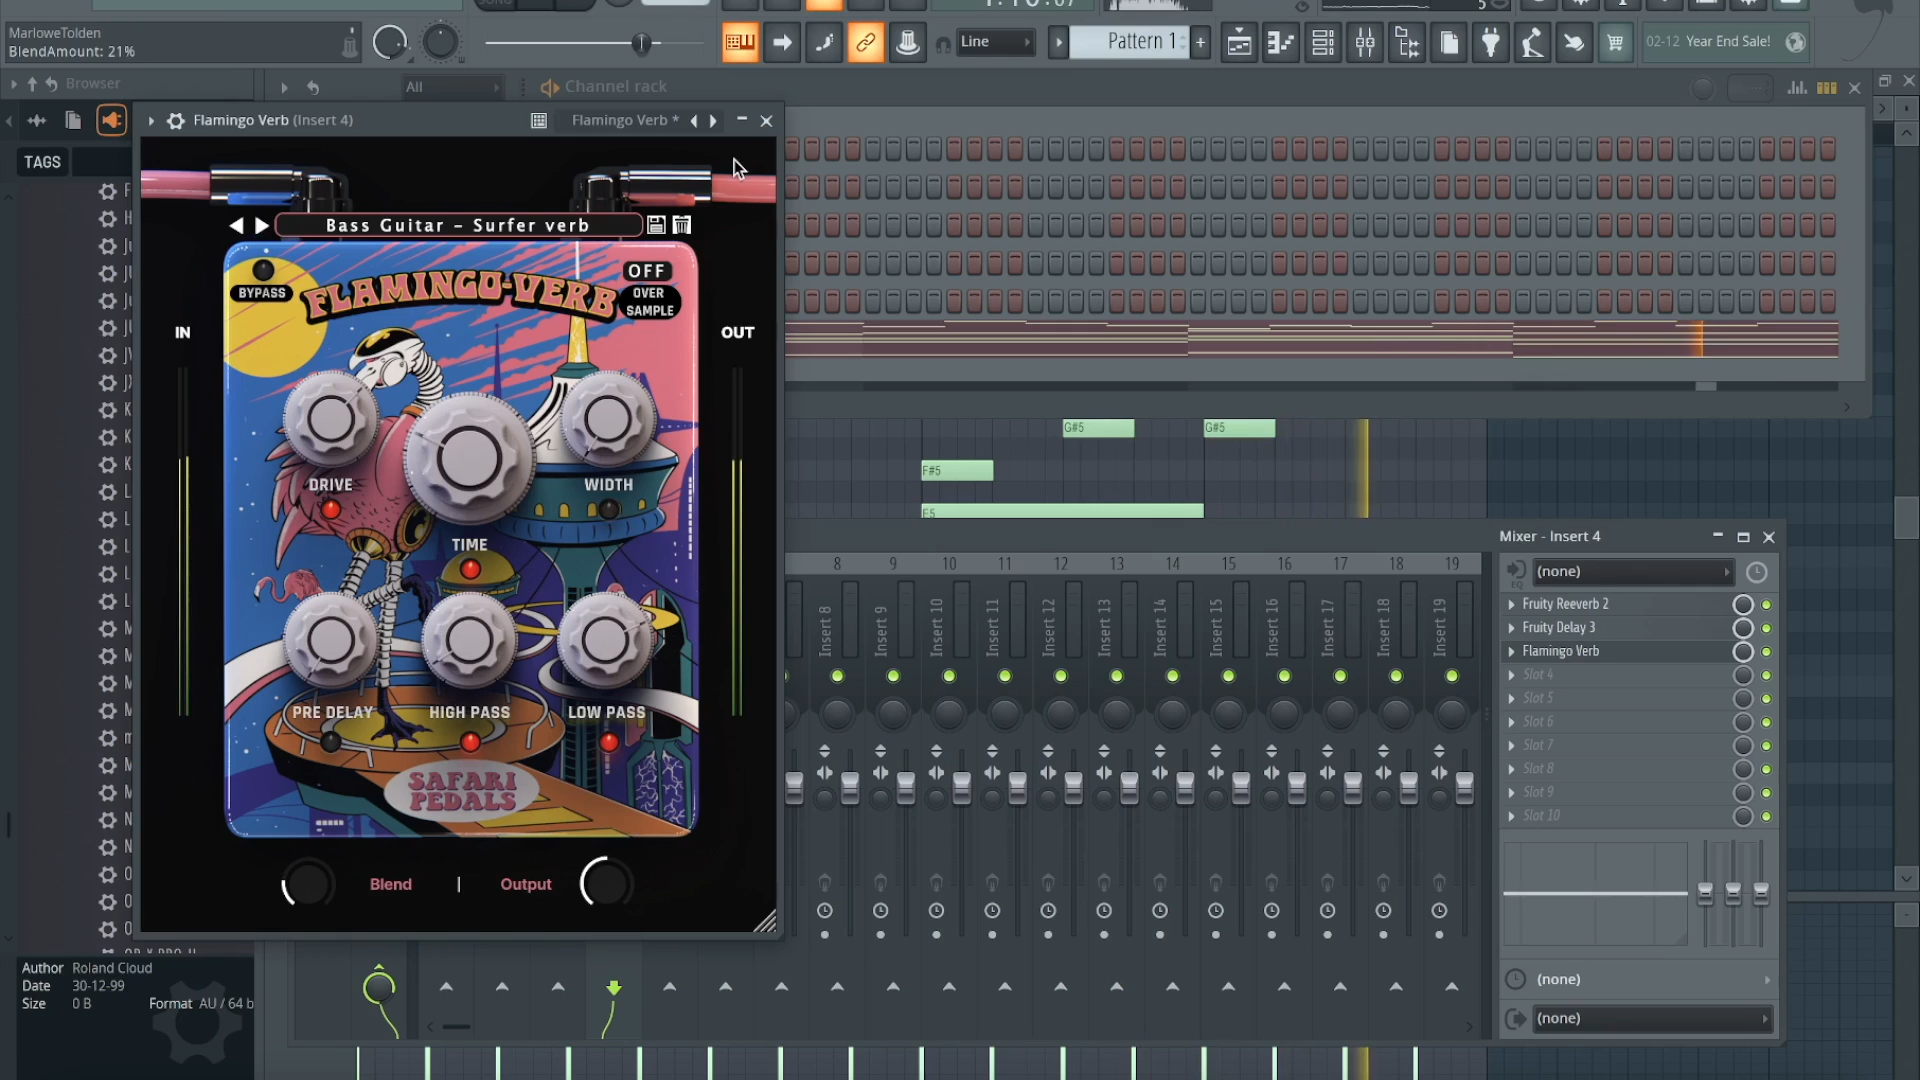 MarloweTolden
BlendAmount: 21%
Line
Pattern 1
02-12 Year End Sale!
Browser
All
Channel rack
TAGS
Flamingo Verb (Insert 4)
Flamingo Verb *
Bass Guitar – Surfer verb
BYPASS
FLAMINGO-VERB
OFF
OVER
SAMPLE
IN
OUT
DRIVE
WIDTH
TIME
PRE DELAY
HIGH PASS
LOW PASS
SAFARI
PEDALS
Blend | Output
G#5
G#5
F#5
E5
Mixer - Insert 4
8 9 10 11 12 13 14 15 16 17 18 19
Insert 8
Insert 9
Insert 10
Insert 11
Insert 12
Insert 13
Insert 14
Insert 15
Insert 16
Insert 17
Insert 18
Insert 19
(none)
EQ
Fruity Reeverb 2
Fruity Delay 3
Flamingo Verb
Slot 4
Slot 5
Slot 6
Slot 7
Slot 8
Slot 9
Slot 10
(none)
(none)
Author Roland Cloud
Date 30-12-99
Size 0 B Format AU / 64 b